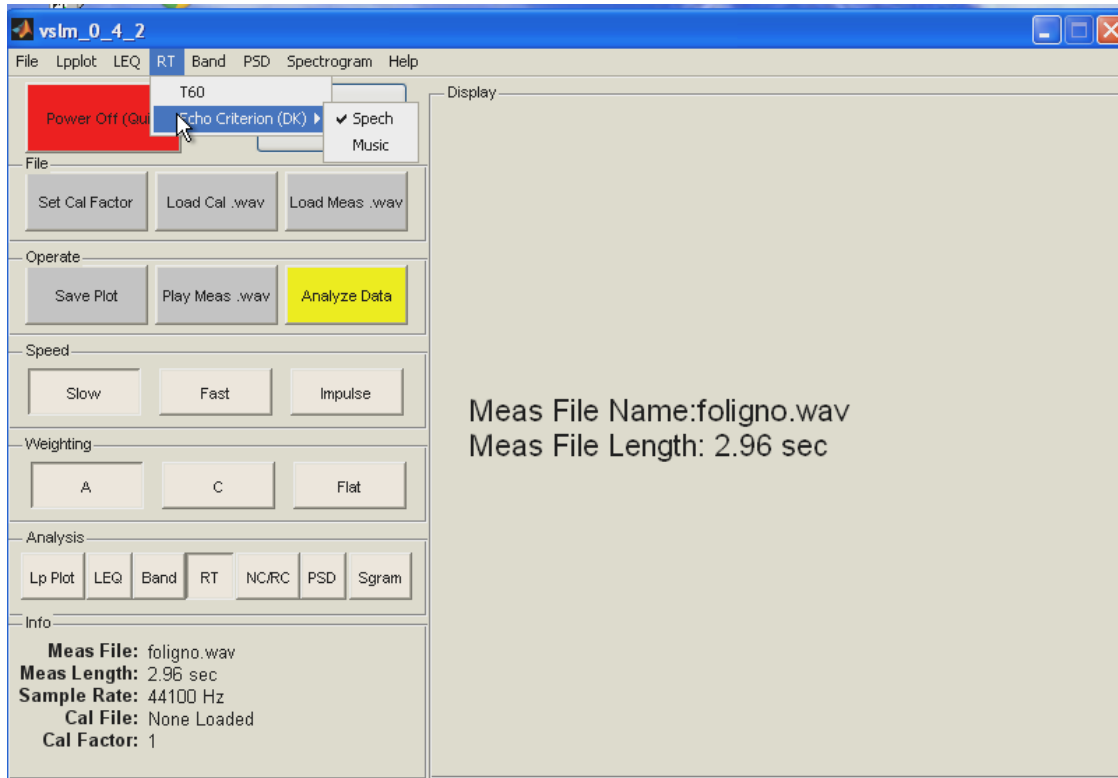 vslm_0_4_2
File Lpplot LEQ RT Band PSD Spectrogram Help
T60
Echo Criterion (DK)
Spech
Music
Power Off (Qui
Display
File
Set Cal Factor Load Cal .wav Load Meas .wav
Operate
Save Plot Play Meas .wav Analyze Data
Speed
Slow Fast Impulse
Meas File Name:foligno.wav
Meas File Length: 2.96 sec
Weighting
A C Flat
Analysis
Lp Plot LEQ Band RT NC/RC PSD Sgram
Info
Meas File: foligno.wav
Meas Length: 2.96 sec
Sample Rate: 44100 Hz
Cal File: None Loaded
Cal Factor: 1